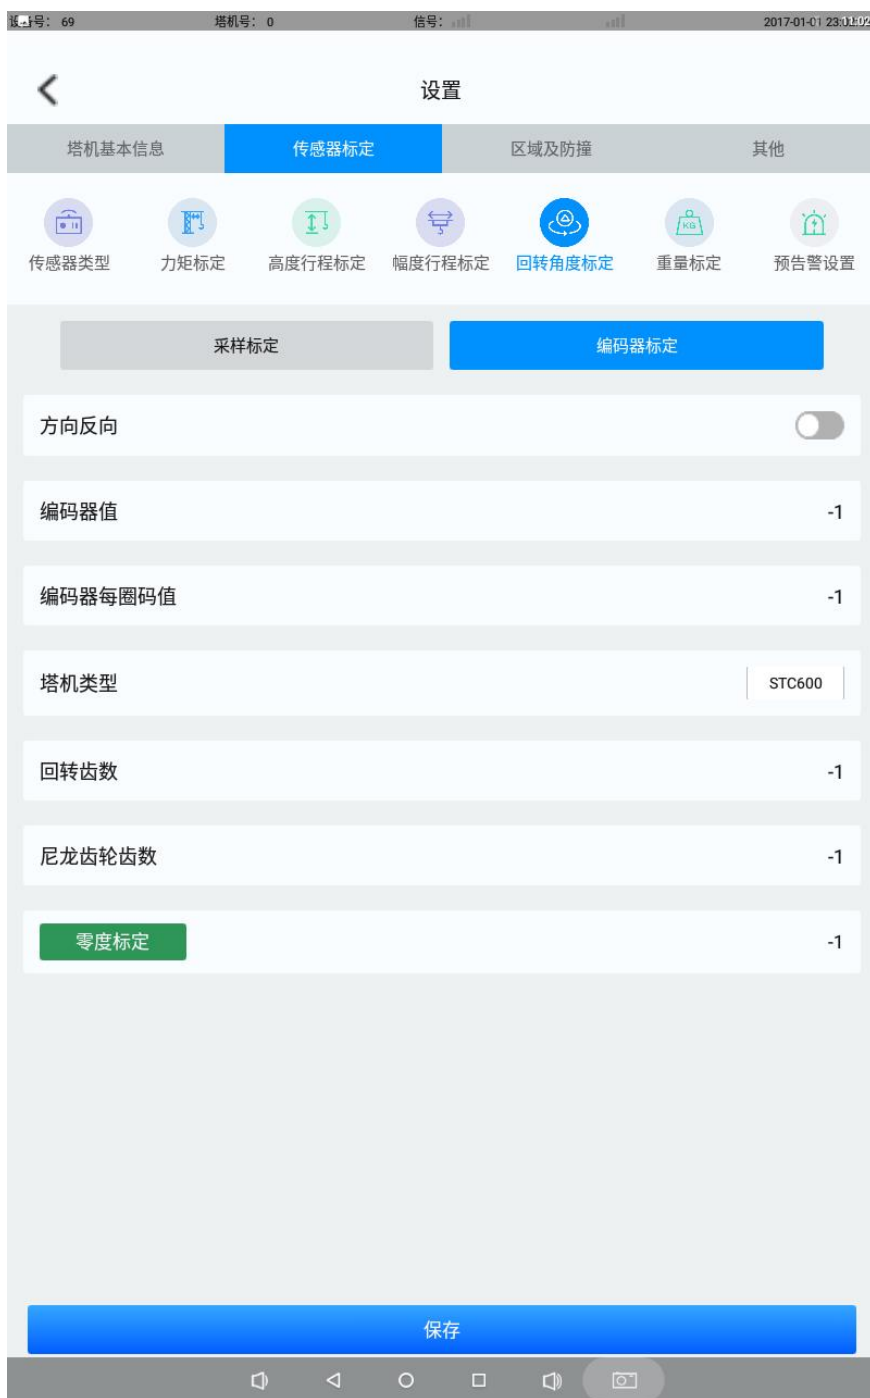 号： 69 塔机号： 0 信号： 2017-01-01
设置
塔机基本信息 传感器标定 区域及防撞 其他
KG
传感器类型 力矩标定 高度行程标定 幅度行程标定 回转角度标定 重量标定 预告警设置
采样标定 编码器标定
方向反向
编码器值 -1
编码器每圈码值 -1
塔机类型 STC600
回转齿数 -1
尼龙齿轮齿数 -1
零度标定 -1
保存